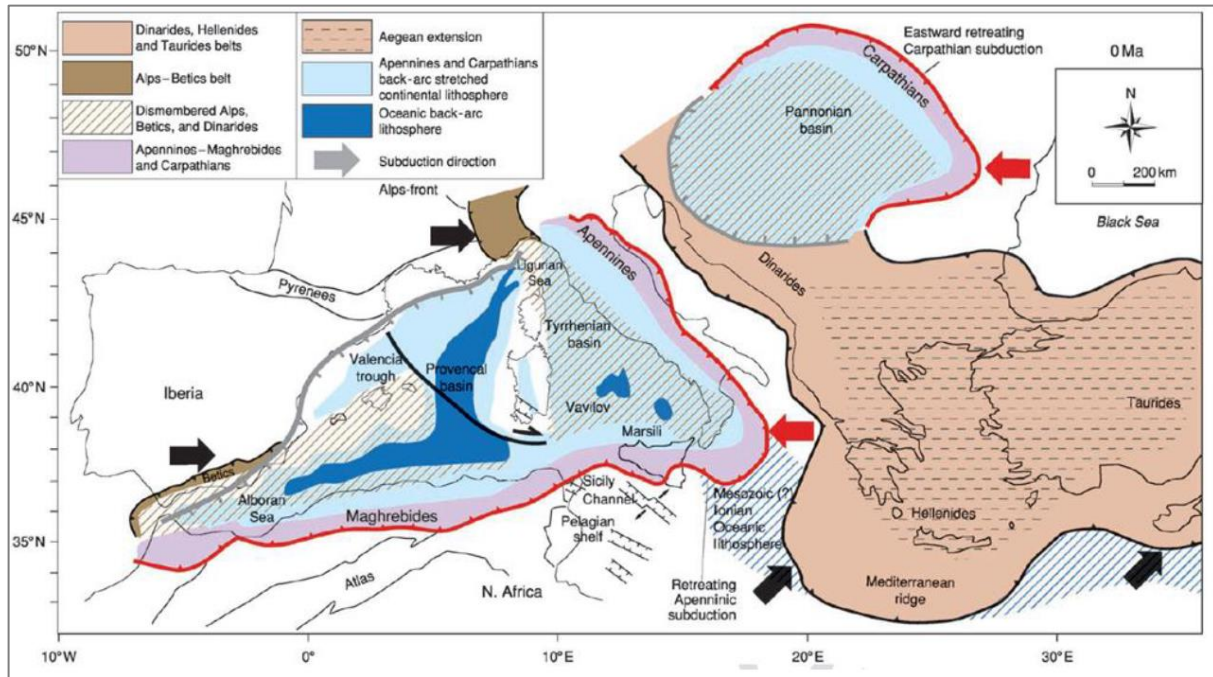 Dinarides, Hellenides
and Taurides belts
Alps–Betics belt
Dismembered Alps,
Betics, and Dinarides
Apennines–Maghrebides
and Carpathians
Aegean extension
Apennines and Carpathians
back-arc stretched
continental lithosphere
Oceanic back-arc
lithosphere
Subduction direction
Eastward retreating
Carpathian subduction
0 Ma
N
0 200 km
Black Sea
50°N
45°N
40°N
35°N
Carpathians
Pannonian
basin
Alps-front
Apennines
Dinarides
Ligurian
Sea
Pyrenees
Tyrrhenian
basin
Valencia
trough
Provencal
basin
Iberia
Vavilov
Marsili
Taurides
Betics
Alboran
Sea
Maghrebides
Sicily
Channel
Pelagian
shelf
Mesozoic (?)
Ionian
Oceanic
lithosphere
Hellenides
Atlas
N. Africa
Retreating
Apenninic
subduction
Mediterranean
ridge
10°W
0°
10°E
20°E
30°E